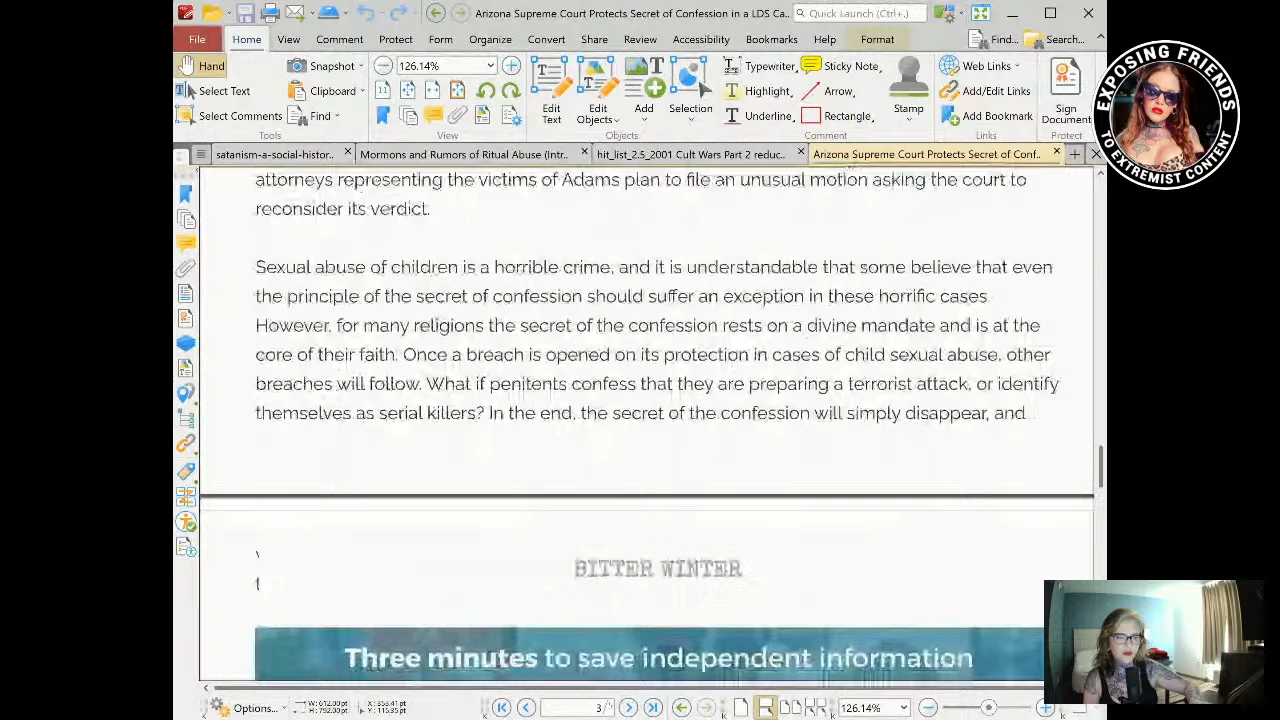 Arizona Supreme Court Protects Secret of Confession in a LDS Ca...
Quick Launch (Ctrl+.)
File Home View Comment Protect Form Organize Convert Share Review Accessibility Bookmarks Help Format Find... Search...
Hand Snapshot 126.14% Sticky Note Web Links
Select Text Clip Highlight Arrow Add/Edit Links
Select Comments Find Edit Add Selection Underline Rectangle Stamp Add Bookmark Sign Document
Tools View Objects Comment Links Protect
satanism-a-social-histor... Mormon and Rumors of Ritual Abuse (Intr... hit-list_2.5_2001 Cult Wars Part 2 reduc... Arizona Supreme Court Protects Secret of Conf...
attorneys representing the victims of Adams plan to file an unusual motion asking the court to
reconsider its verdict.
Sexual abuse of children is a horrible crime, and it is understandable that some believe that even
the principle of the secret of confession should suffer an exception in these horrific cases.
However, for many religions the secret of the confession rests on a divine mandate and is at the
core of their faith. Once a breach is opened on its protection in cases of child sexual abuse, other
breaches will follow. What if penitents confess that they are preparing a terrorist attack, or identify
themselves as serial killers? In the end, the secret of the confession will simply disappear, and
BITTER WINTER
Three minutes to save independent information
Options...
3/
126.14%
EXPOSING FRIENDS
TO EXTREMIST CONTENT